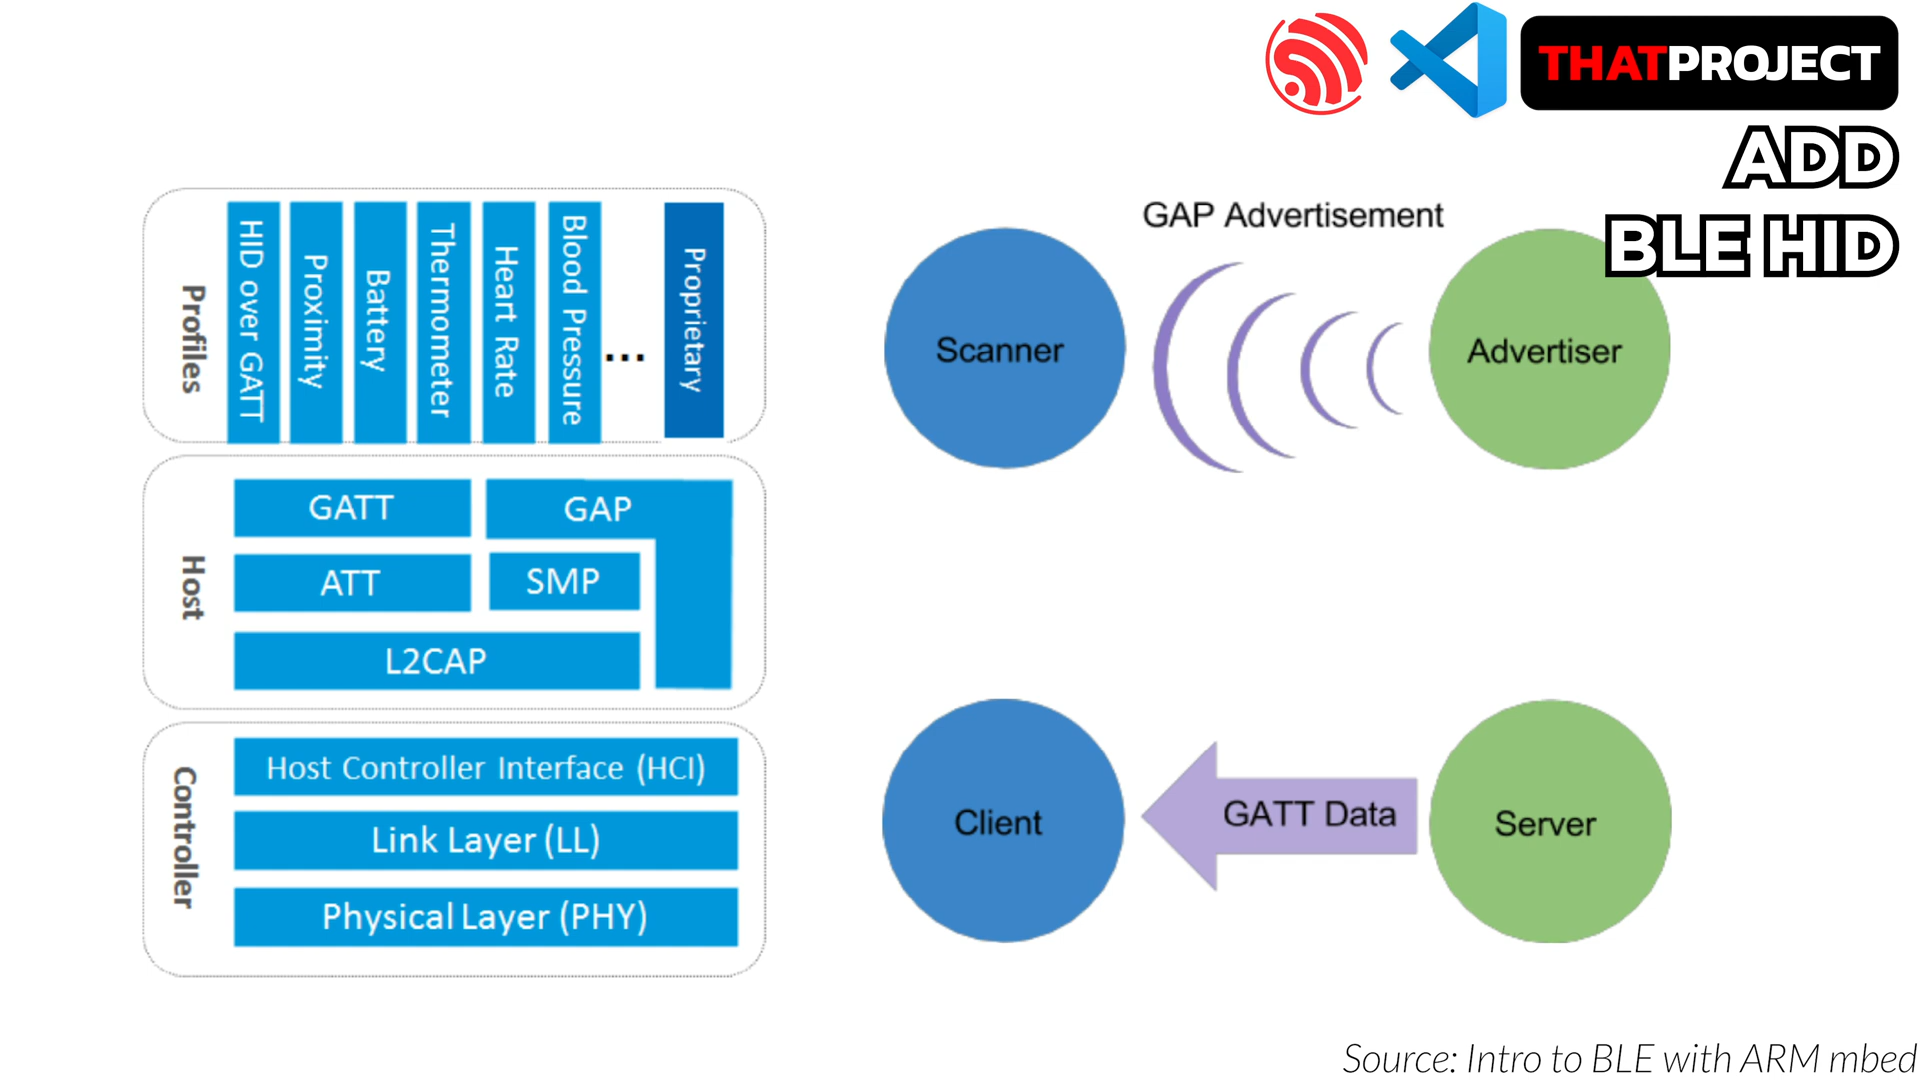 THATPROJECT
ADD
BLE HID
Profiles
HID over GATT
Proximity
Battery
Thermometer
Heart Rate
Blood Pressure
...
Proprietary
Host
GATT
GAP
ATT
SMP
L2CAP
Controller
Host Controller Interface (HCI)
Link Layer (LL)
Physical Layer (PHY)
GAP Advertisement
Scanner
Advertiser
Client
GATT Data
Server
Source: Intro to BLE with ARM mbed